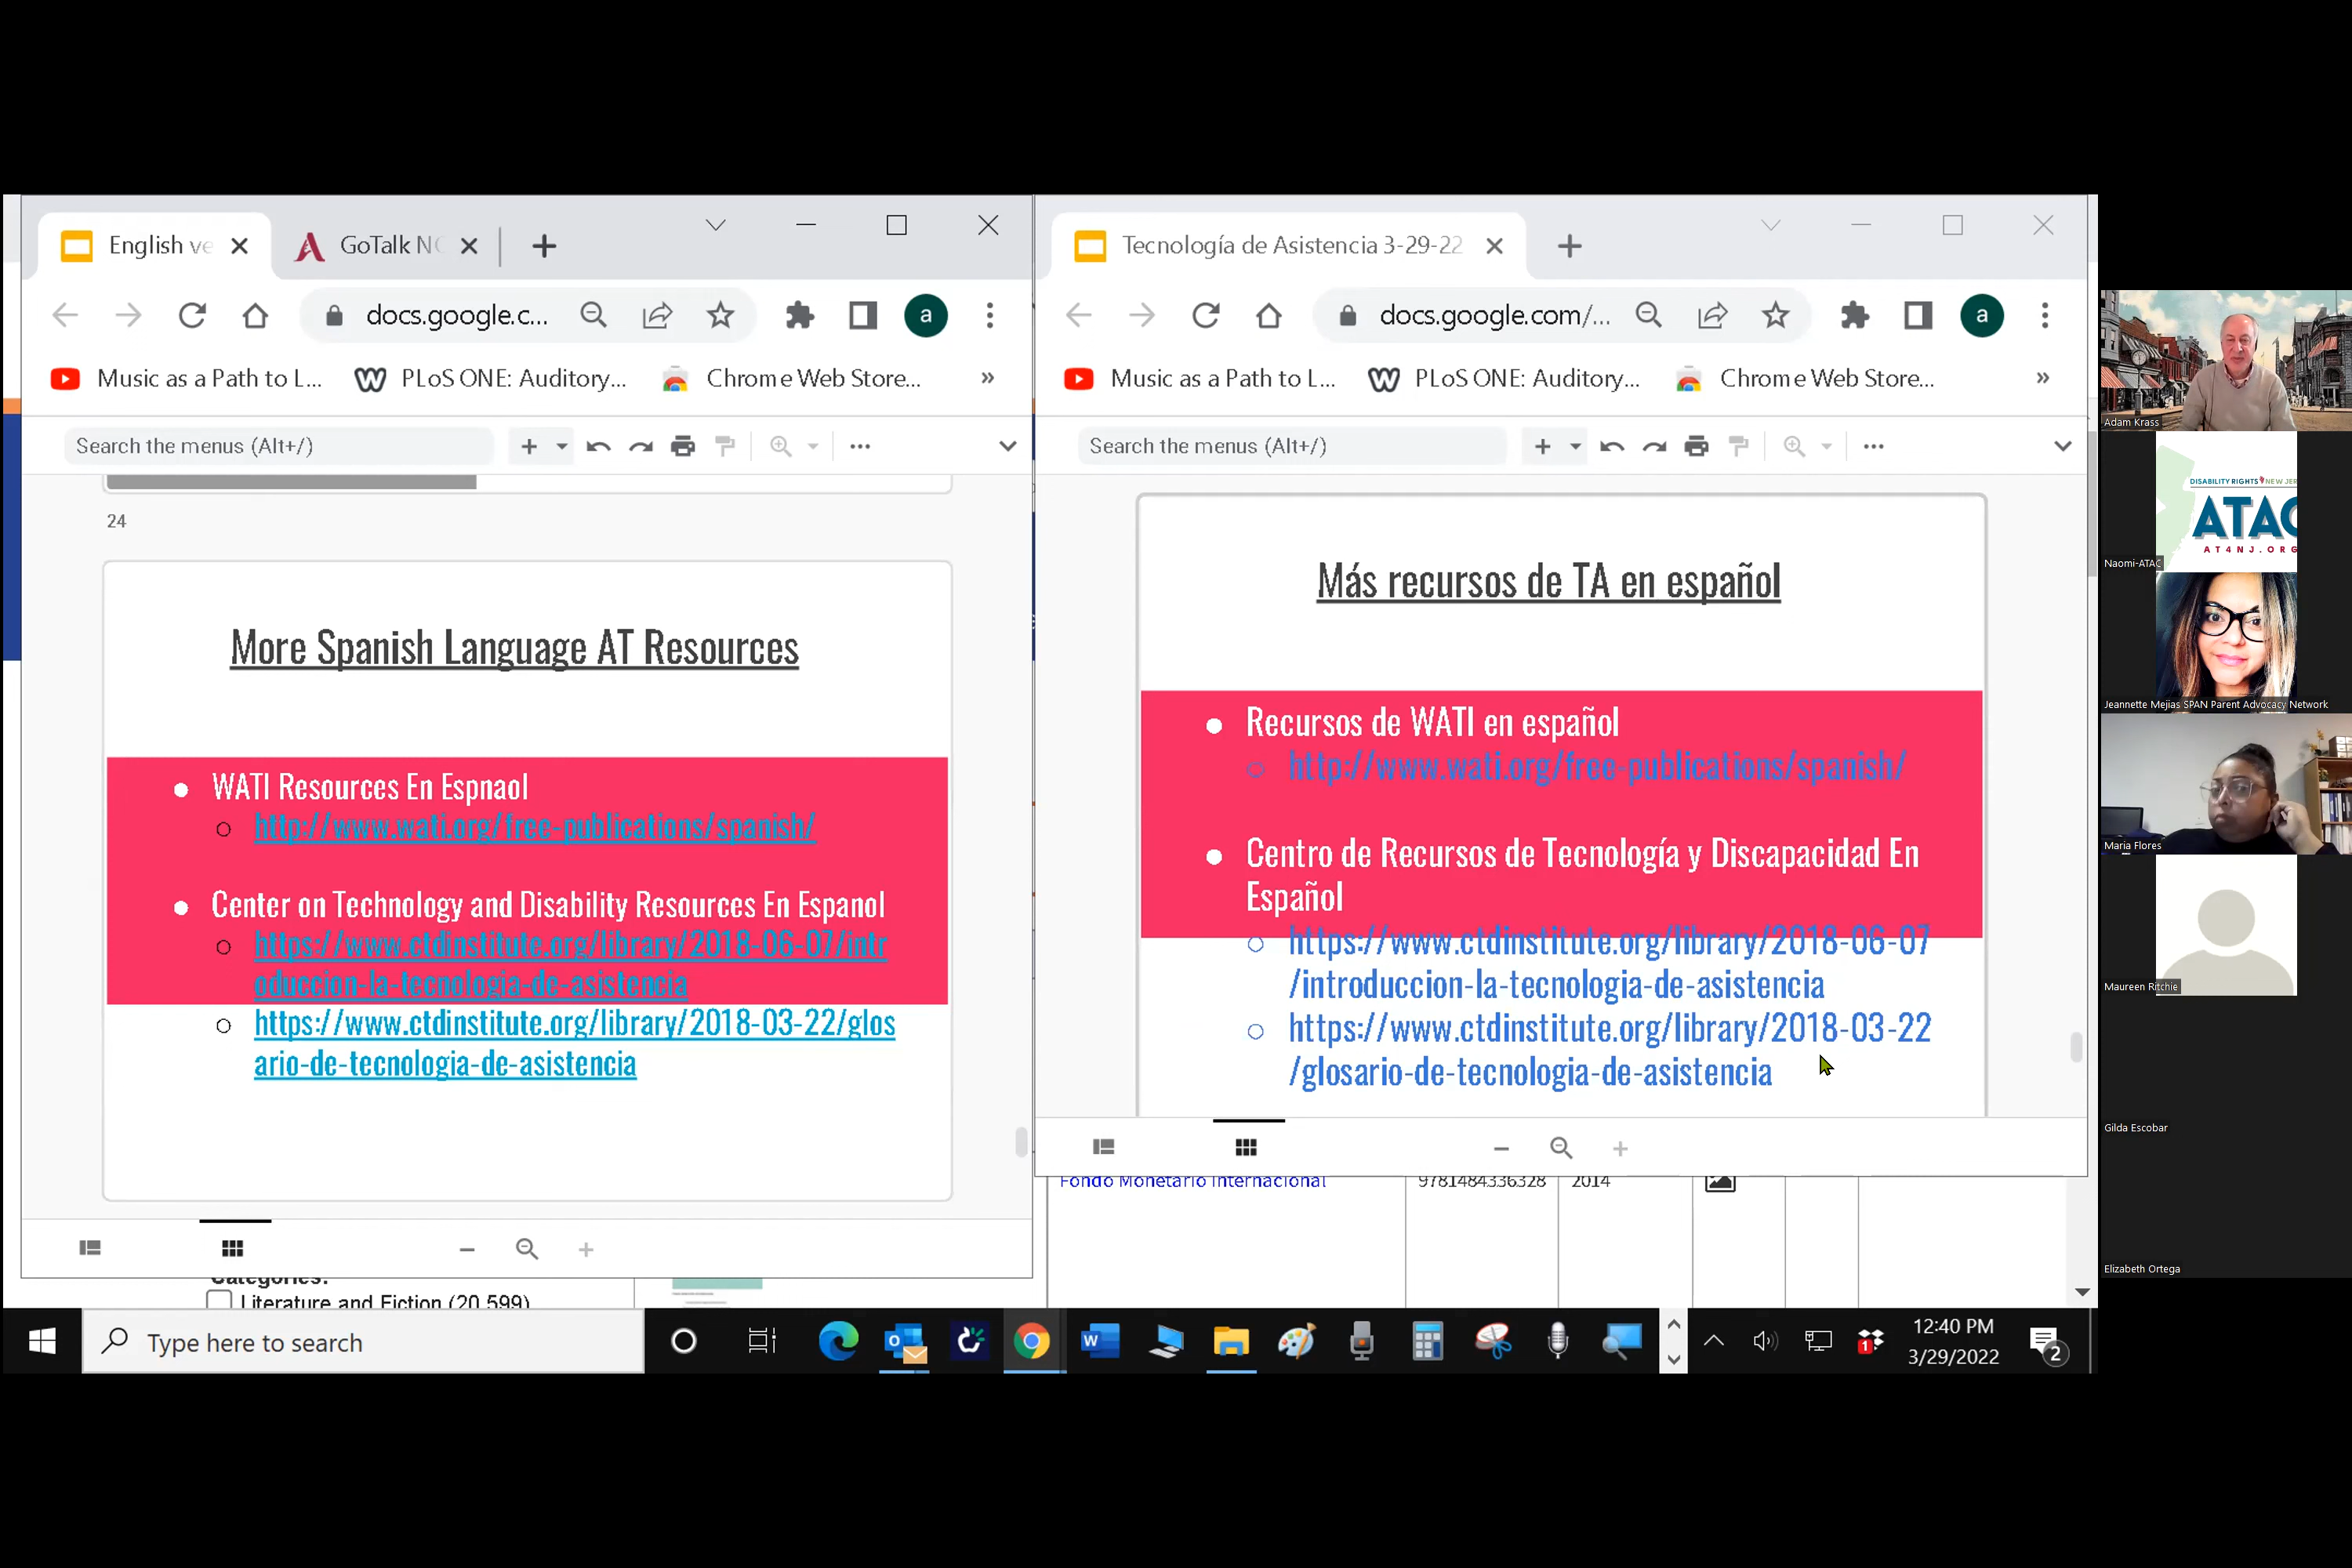 English ve
GoTalk NC
docs.google.c...
Music as a Path to L...
PLoS ONE: Auditory...
Chrome Web Store...
»
Search the menus (Alt+/)
24
More Spanish Language AT Resources
WATI Resources En Espnaol
http://www.wati.org/free-publications/spanish/
Center on Technology and Disability Resources En Espanol
https://www.ctdinstitute.org/library/2018-06-07/intr
oduccion-la-tecnologia-de-asistencia
https://www.ctdinstitute.org/library/2018-03-22/glos
ario-de-tecnologia-de-asistencia
Categories:
Literature and Fiction (20,599)
Tecnología de Asistencia 3-29-22
docs.google.com/...
a
Music as a Path to L...
PLoS ONE: Auditory...
Chrome Web Store...
»
Search the menus (Alt+/)
Más recursos de TA en español
Recursos de WATI en español
http://www.wati.org/free-publications/spanish/
Centro de Recursos de Tecnología y Discapacidad En
Español
https://www.ctdinstitute.org/library/2018-06-07
/introduccion-la-tecnologia-de-asistencia
https://www.ctdinstitute.org/library/2018-03-22
/glosario-de-tecnologia-de-asistencia
Fondo Monetario Internacional
9781484336328
2014
Type here to search
12:40 PM
3/29/2022
2
Adam Krass
DISABILITY RIGHTS NEW JER
ATAC
AT4NJ.ORG
Naomi-ATAC
Jeannette Mejias SPAN Parent Advocacy Network
Maria Flores
Maureen Ritchie
Gilda Escobar
Elizabeth Ortega